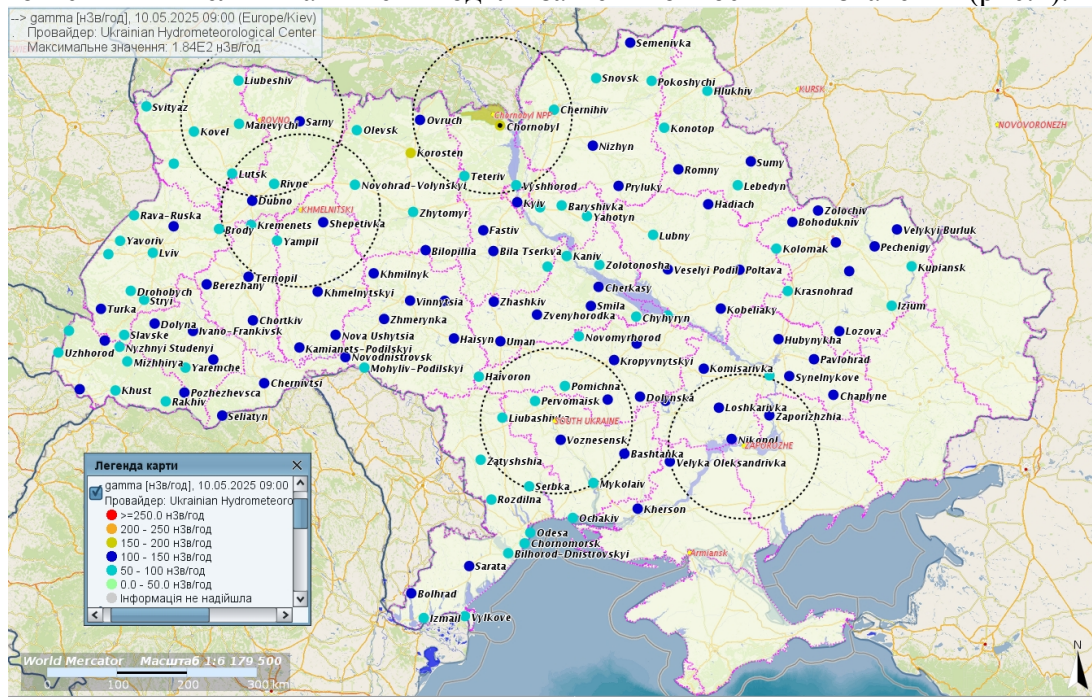 --> gamma [нЗв/год], 10.05.2025 09:00 (Europe/Kiev)
Провайдер: Ukrainian Hydrometeorological Center
Максимальне значення: 1.84E2 нЗв/год
Semenivka
Liubeshiv
Snovsk
Pokoshychi
Hlukhiv
KURSK
Svityaz
Chernihiv
Chernobyl NPP
Chornobyl
ROVNO
Manevychi
Sarny
Ovruch
NOVOVORONEZH
Kovel
Olevsk
Konotop
Korosten
Nizhyn
Sumy
Romny
Lutsk
Rivne
Novohrad-Volynskyi
Teteriv
Vyshhorod
Pryluky
Lebedyn
Dubno
Kyiv
Baryshivka
Hadiach
KHMELNITSKI
Zhytomyr
Yahotyn
Zolochiv
Rava-Ruska
Kremenets
Shepetivka
Bohodukhiv
Brody
Fastiv
Velykyi Burluk
Yavoriv
Yampil
Lubny
Pechenigy
Lviv
Bilopillia
Bila Tserkva
Kaniv
Kolomak
Zolotonosha
Veselyi Podil
Poltava
Kupiansk
Ternopil
Khmilnyk
Berezhany
Cherkasy
Drobohych
Khmelnytskyi
Krasnohrad
Stryi
Vinnytsia
Zhashkiv
Smila
Izium
Turka
Kobeliaky
Zvenyhorodka
Chyhyryn
Chortkiv
Zhmerynka
Dolyna
Ivano-Frankivsk
Lozova
Slavske
Nova Ushytsia
Novomyrhorod
Haisyn
Uman
Hubynykha
Nyzhnyi Studenyi
Kamianets-Podilskyi
Uzhhorod
Novodnistrovsk
Kropyvnytskyi
Pavlohrad
Mizhhirya
Yaremche
Mohyliv-Podilskyi
Komisarivka
Haivoron
Synelnykove
Chernivtsi
Pomichna
Khust
Pozhezhevsca
Dolynska
Chaplyne
Rakhiv
Pervomaisk
Loshkarivka
Seliatyn
Liubashivka
SOUTH UKRAINE
Zaporizhzhia
Voznesensk
Nikopol
ZAPOROZHE
Bashtanka
Zatyshshia
Velyka Oleksandrivka
Serbka
Mykolaiv
Rozdilna
Kherson
Ochakiv
Odesa
Chornomorsk
Bilhorod-Dnistrovskyi
Armiansk
Sarata
Bolhrad
Izmail
Vylkove
Легенда карти
gamma [нЗв/год], 10.05.2025 09:00
Провайдер: Ukrainian Hydrometeoro
>=250.0 нЗв/год
200 - 250 нЗв/год
150 - 200 нЗв/год
100 - 150 нЗв/год
50 - 100 нЗв/год
0.0 - 50.0 нЗв/год
Інформація не надійшла
World Mercator Масштаб 1:6 179 500
0 100 200 300 km
N